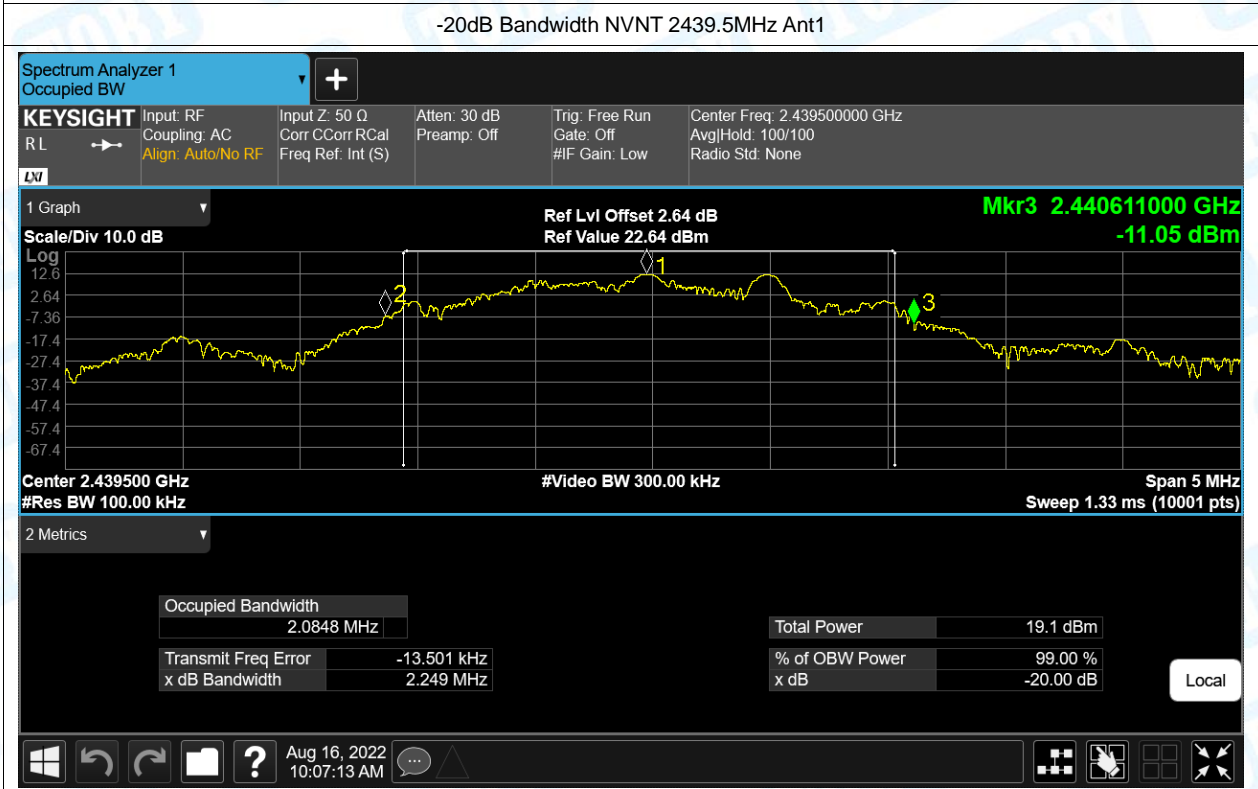 -20dB Bandwidth NVNT 2439.5MHz Ant1
Spectrum Analyzer 1
Occupied BW
KEYSIGHT
RL
LXI
Input: RF
Coupling: AC
Align: Auto/No RF
Input Z: 50 Ω
Corr CCorr RCal
Freq Ref: Int (S)
Atten: 30 dB
Preamp: Off
Trig: Free Run
Gate: Off
#IF Gain: Low
Center Freq: 2.439500000 GHz
Avg|Hold: 100/100
Radio Std: None
1 Graph
Scale/Div 10.0 dB
Ref Lvl Offset 2.64 dB
Ref Value 22.64 dBm
Mkr3 2.440611000 GHz
-11.05 dBm
Log
12.6
2.64
-7.36
-17.4
-27.4
-37.4
-47.4
-57.4
-67.4
1
2
3
Center 2.439500 GHz
#Video BW 300.00 kHz
Span 5 MHz
#Res BW 100.00 kHz
Sweep 1.33 ms (10001 pts)
2 Metrics
Occupied Bandwidth
2.0848 MHz
Transmit Freq Error -13.501 kHz
x dB Bandwidth 2.249 MHz
Total Power 19.1 dBm
% of OBW Power 99.00 %
x dB -20.00 dB
Local
?
Aug 16, 2022
10:07:13 AM